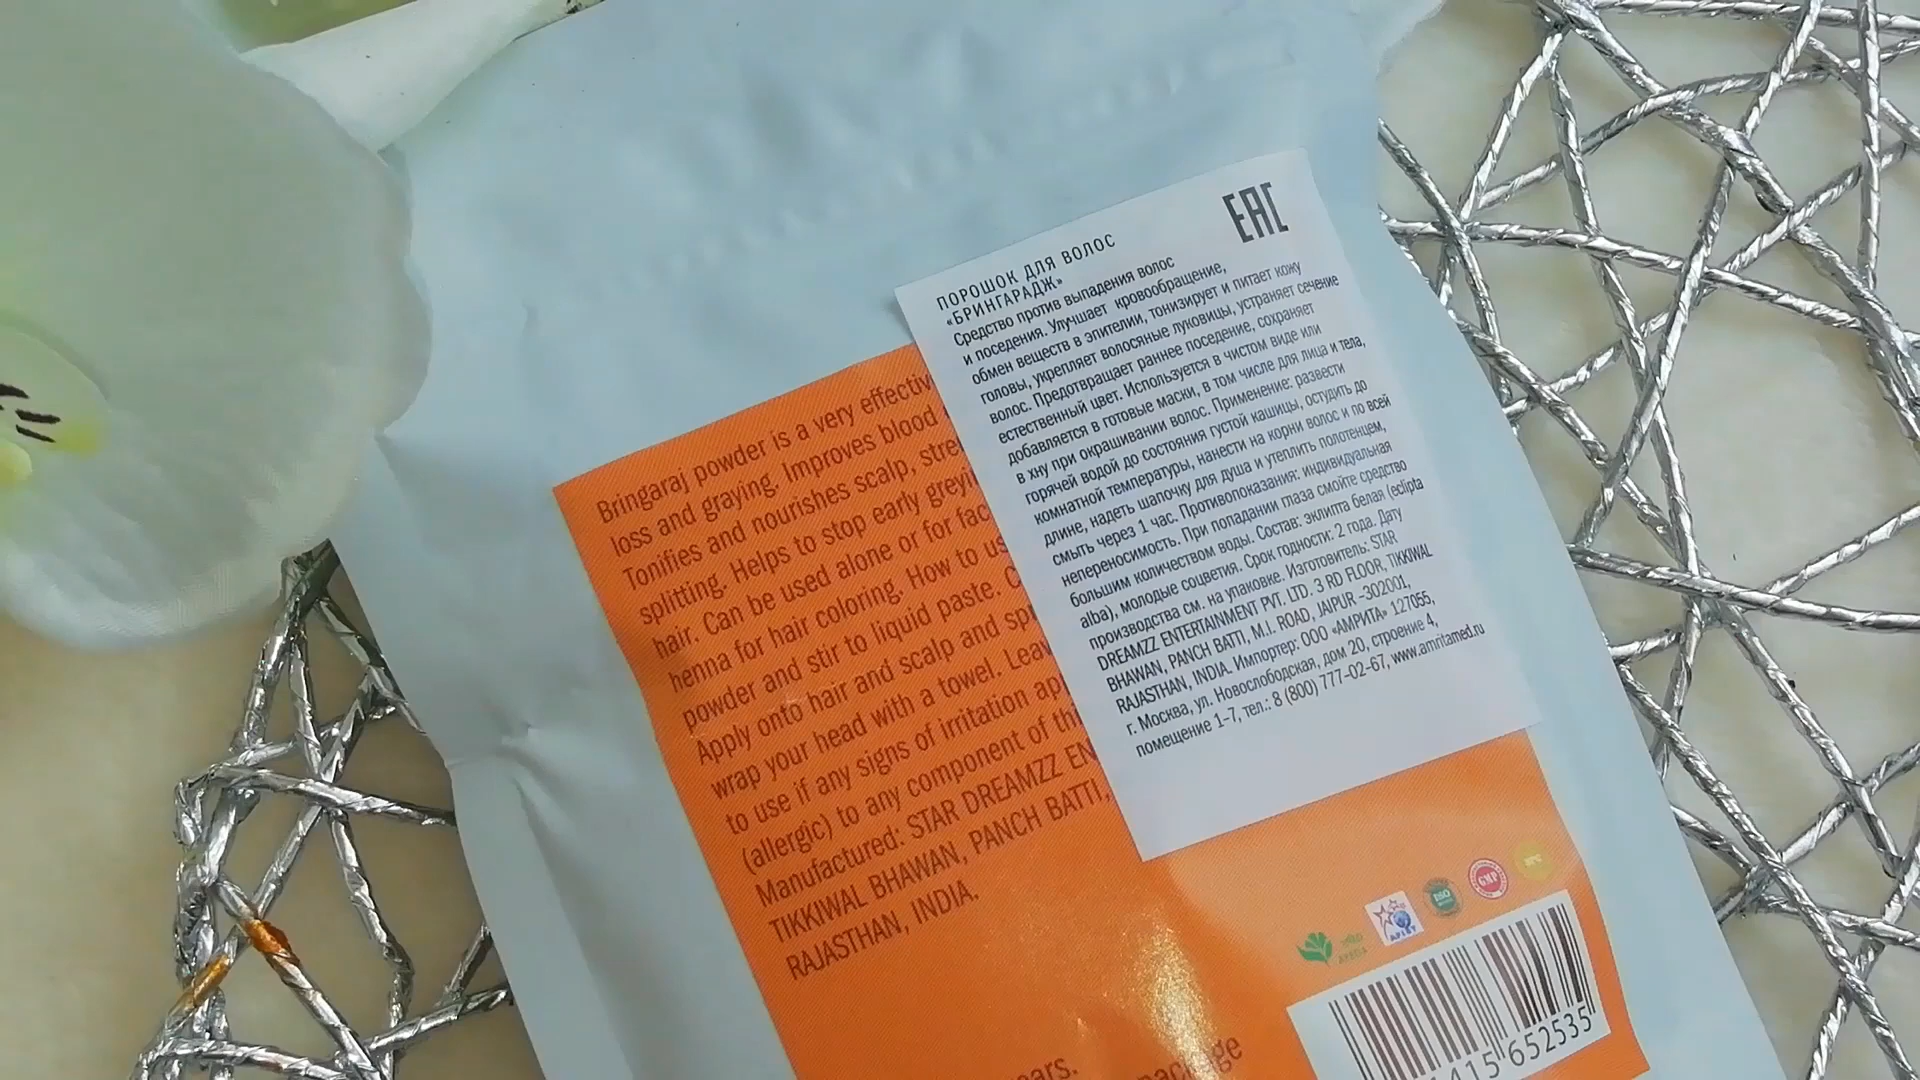 ПОРОШОК ДЛЯ ВОЛОС
«БРИНГАРАДЖ»
Средство против выпадения волос
и поседения. Улучшает кровообращение,
обмен веществ в эпителии, тонизирует и питает кожу
головы, укрепляет волосяные луковицы, устраняет сечение
волос. Предотвращает раннее поседение, сохраняет
естественный цвет. Используется в чистом виде или
добавляется в готовые маски, в том числе для лица и тела,
в хну при окрашивании волос. Применение: развести
горячей водой до состояния густой кашицы, остудить до
комнатной температуры, нанести на корни волос и по всей
длине, надеть шапочку для душа и утеплить полотенцем,
смыть через 1 час. Противопоказания: индивидуальная
непереносимость. При попадании глаза смойте средство
большим количеством воды. Состав: эклипта белая (eclipta
alba), молодые соцветия. Срок годности: 2 года. Дату
производства см. на упаковке. Изготовитель: STAR
DREAMZZ ENTERTAINMENT PVT. LTD. 3 RD FLOOR, TIKKIWAL
BHAWAN, PANCH BATTI, M.I. ROAD, JAIPUR -302001,
RAJASTHAN, INDIA. Импортер: ООО «АМРИТА» 127055,
г. Москва, ул. Новослободская, дом 20, строение 4,
помещение 1-7, тел.: 8 (800) 777-02-67, www.amritamed.ru
EAC
Bringaraj powder is a very effectiv
loss and graying. Improves blood
Tonifies and nourishes scalp, stre
splitting. Helps to stop early greyi
hair. Can be used alone or for fac
henna for hair coloring. How to us
powder and stir to liquid paste. C
Apply onto hair and scalp and sp
wrap your head with a towel. Leav
to use if any signs of irritation ap
(allergic) to any component of thi
Manufactured: STAR DREAMZZ EN
TIKKIWAL BHAWAN, PANCH BATTI,
RAJASTHAN, INDIA.
ears.
package
ISO
GMP
415 652535